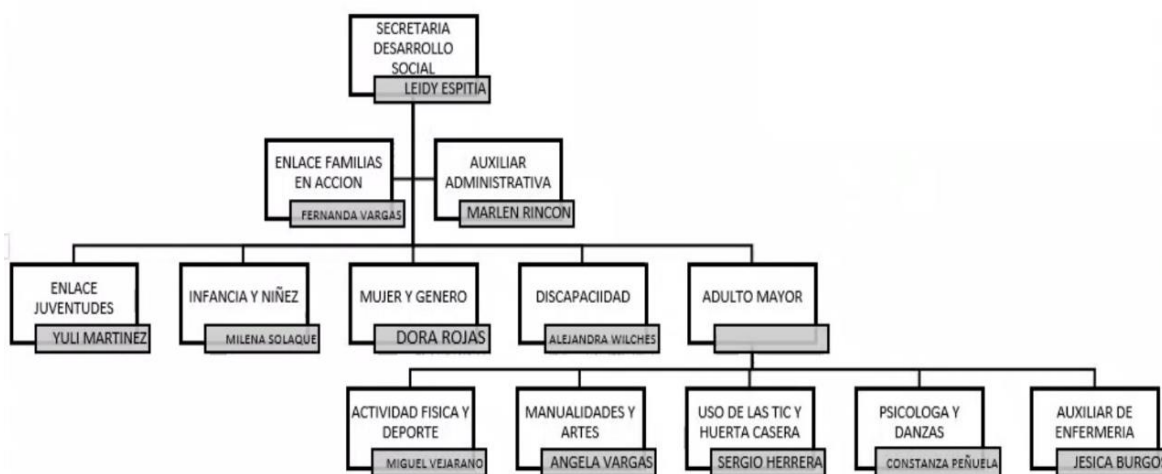 SECRETARIA
DESARROLLO
SOCIAL
LEIDY ESPITIA
ENLACE FAMILIAS
EN ACCION
FERNANDA VARGAS
AUXILIAR
ADMINISTRATIVA
MARLEN RINCON
ENLACE
JUVENTUDES
YULI MARTINEZ
INFANCIA Y NIÑEZ
MILENA SOLAQUE
MUJER Y GENERO
DORA ROJAS
DISCAPACIIDAD
ALEJANDRA WILCHES
ADULTO MAYOR
ACTIVIDAD FISICA Y
DEPORTE
MIGUEL VEJARANO
MANUALIDADES Y
ARTES
ANGELA VARGAS
USO DE LAS TIC Y
HUERTA CASERA
SERGIO HERRERA
PSICOLOGA Y
DANZAS
CONSTANZA PEÑUELA
AUXILIAR DE
ENFERMERIA
JESICA BURGOS